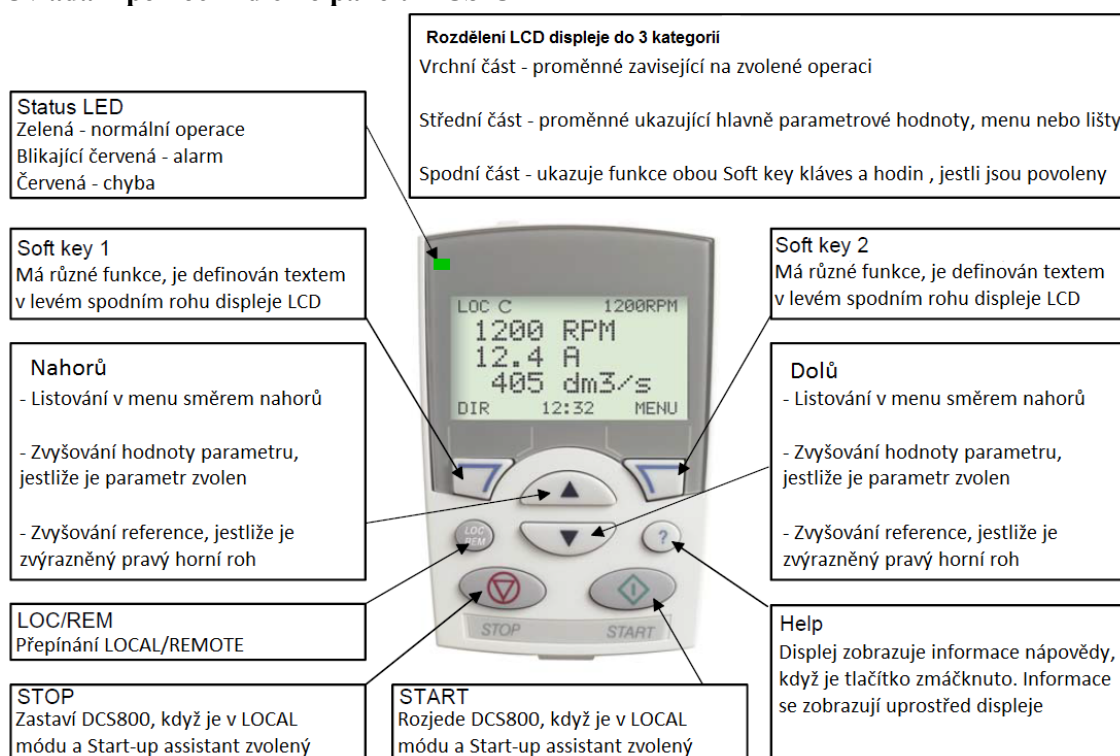 Rozdělení LCD displeje do 3 kategorií
Vrchní část - proměnné zavisející na zvolené operaci
Střední část - proměnné ukazující hlavně parametrové hodnoty, menu nebo lišty
Spodní část - ukazuje funkce obou Soft key kláves a hodin , jestli jsou povoleny
Status LED
Zelená - normální operace
Blikající červená - alarm
Červená - chyba
Soft key 1
Má různé funkce, je definován textem
v levém spodním rohu displeje LCD
Soft key 2
Má různé funkce, je definován textem
v levém spodním rohu displeje LCD
LOC 1200RPM
1200 RPM
12.4 A
405 dm3/s
DIR 12:32 MENU
Nahorů
- Listování v menu směrem nahorů
- Zvyšování hodnoty parametru,
jestliže je parametr zvolen
- Zvyšování reference, jestliže je
zvýrazněný pravý horní roh
Dolů
- Listování v menu směrem nahorů
- Zvyšování hodnoty parametru,
jestliže je parametr zvolen
- Zvyšování reference, jestliže je
zvýrazněný pravý horní roh
LOC
REM
?
STOP START
LOC/REM
Přepínání LOCAL/REMOTE
Help
Displej zobrazuje informace nápovědy,
když je tlačítko zmáčknuto. Informace
se zobrazují uprostřed displeje
STOP
Zastaví DCS800, když je v LOCAL
módu a Start-up assistant zvolený
START
Rozjede DCS800, když je v LOCAL
módu a Start-up assistant zvolený